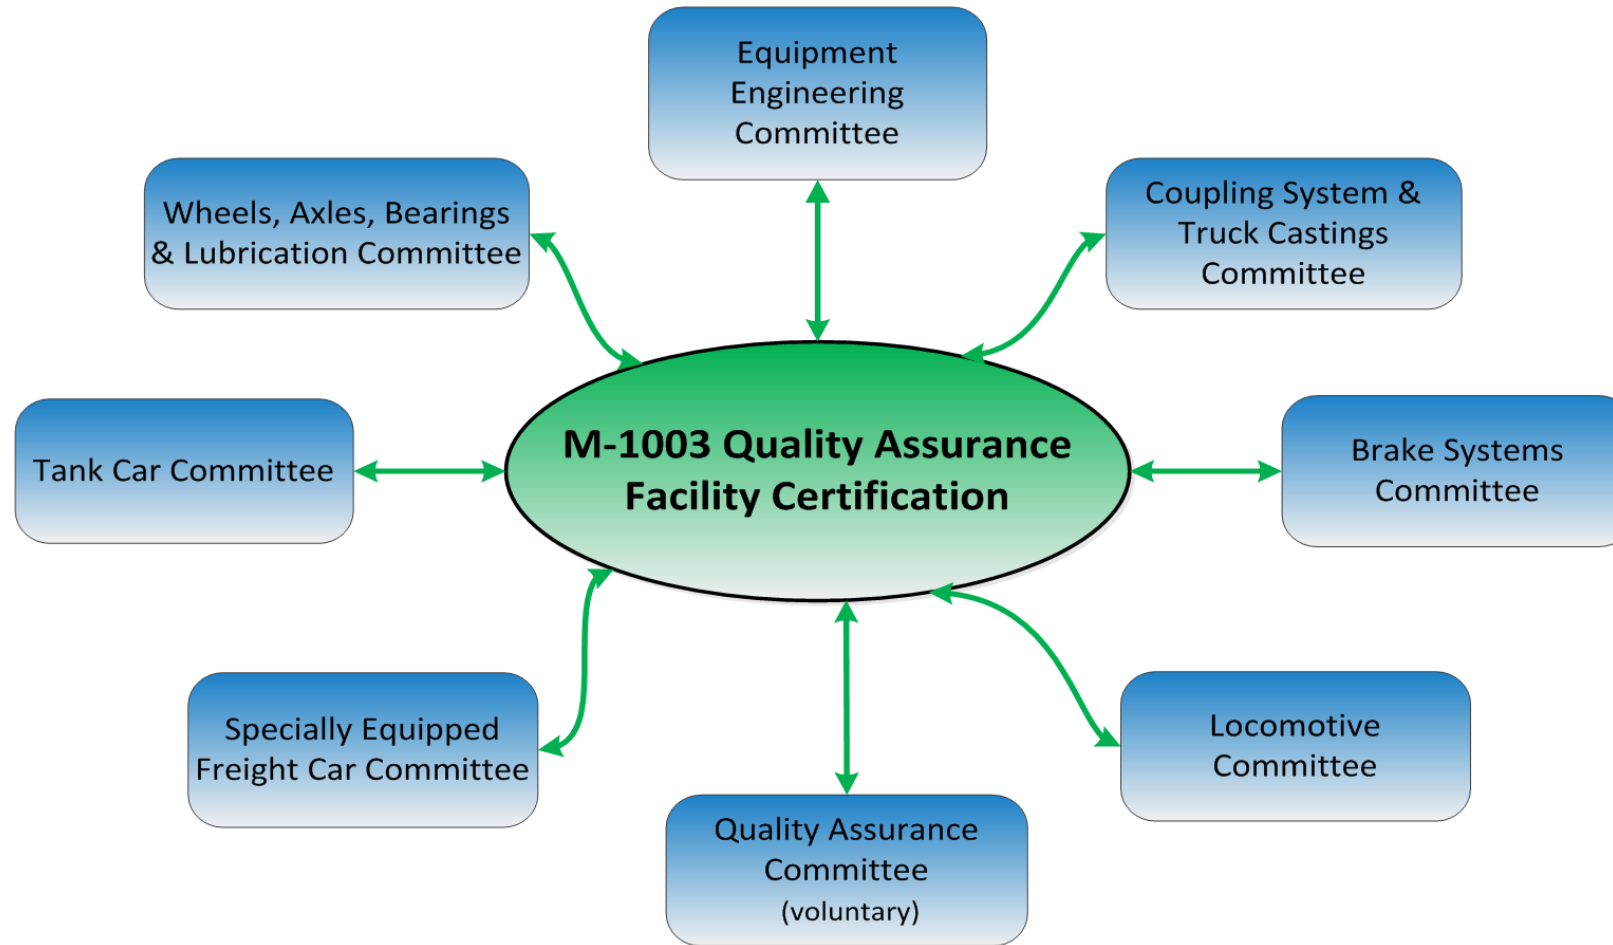 Equipment
Engineering
Committee
Wheels, Axles, Bearings
& Lubrication Committee
Coupling System &
Truck Castings
Committee
M-1003 Quality Assurance
Facility Certification
Tank Car Committee
Brake Systems
Committee
Specially Equipped
Freight Car Committee
Locomotive
Committee
Quality Assurance
Committee
(voluntary)